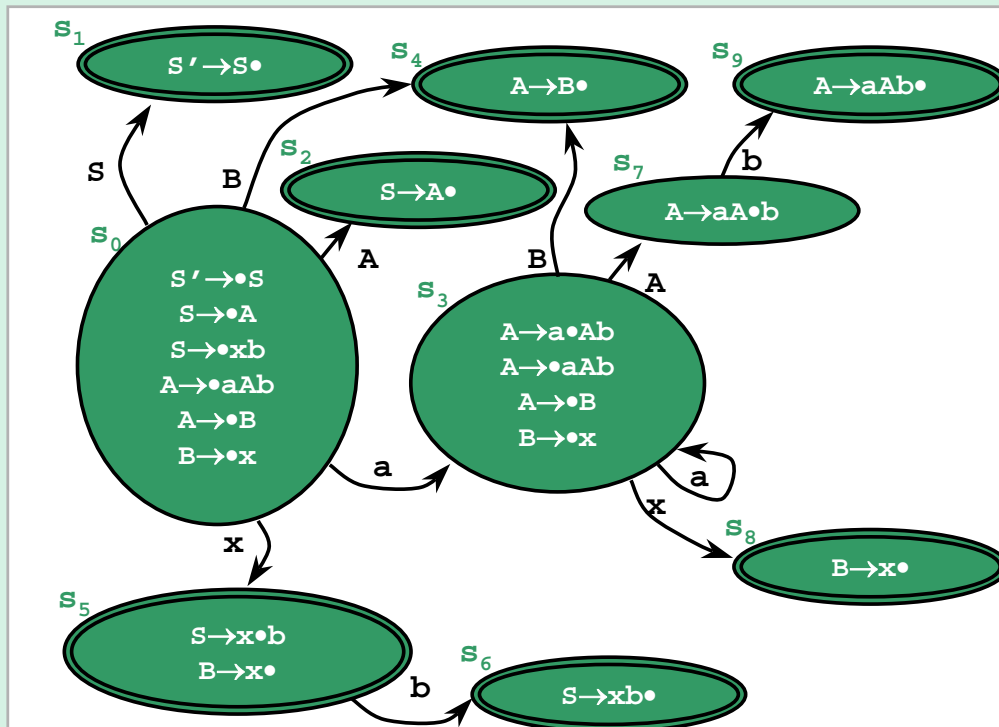 s₁
S′→S•
s₄
A→B•
s₉
A→aAb•
S
B
s₂
S→A•
A
s₇
A→aA•b
b
s₀
S′→•S
S→•A
S→•xb
A→•aAb
A→•B
B→•x
s₃
B
A
A→a•Ab
A→•aAb
A→•B
B→•x
a
a
x
x
s₈
B→x•
s₅
S→x•b
B→x•
b
s₆
S→xb•